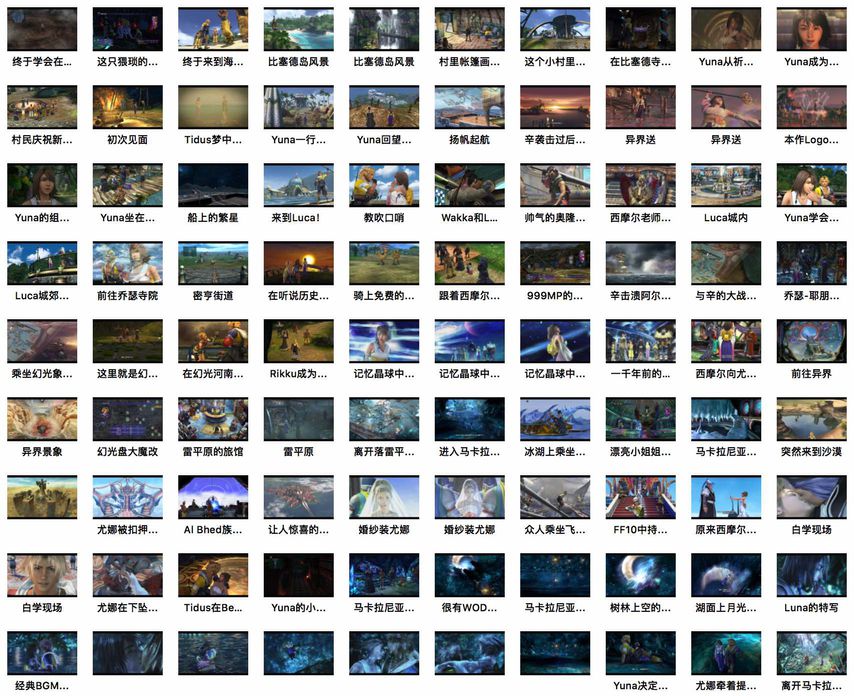 终于学会在...
这只猥琐的...
终于来到海...
比塞德岛风景
比塞德岛风景
村里帐篷画...
这个小村里...
在比塞德寺...
Yuna从祈...
Yuna成为...
村民庆祝新...
初次见面
Tidus梦中...
Yuna一行...
Yuna回望...
扬帆起航
辛袭击过后...
异界送
异界送
本作Logo...
Yuna的组...
Yuna坐在...
船上的繁星
来到Luca!
教吹口哨
Wakka和L...
帅气的奥隆...
西摩尔老师...
Luca城内
Yuna学会...
Luca城郊...
前往乔瑟寺院
密亨街道
在听说历史...
骑上免费的...
跟着西摩尔...
999MP的...
辛击溃阿尔...
与辛的大战...
乔瑟-耶朋...
乘坐幻光象...
这里就是幻...
在幻光河南...
Rikku成为...
记忆晶球中...
记忆晶球中...
记忆晶球中...
一千年前的...
西摩尔向尤...
前往异界
异界景象
幻光盘大魔改
雷平原的旅馆
雷平原
离开落雷平...
进入马卡拉...
冰湖上乘坐...
漂亮小姐姐...
马卡拉尼亚...
突然来到沙漠
尤娜被扣押...
Al Bhed族...
让人惊喜的...
婚纱装尤娜
婚纱装尤娜
众人乘坐飞...
FF10中持...
原来西摩尔...
白学现场
白学现场
尤娜在下坠...
Tidus在Be...
Yuna的小...
马卡拉尼亚...
很有WOD...
马卡拉尼亚...
树林上空的...
湖面上月光...
Luna的特写
经典BGM...
Yuna决定...
尤娜牵着提...
离开马卡拉...